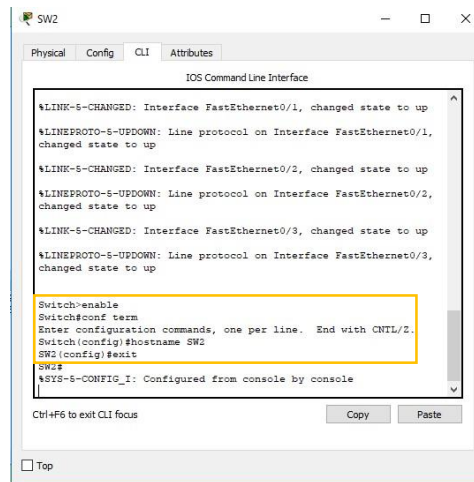 SW2
Physical Config CLI Attributes
IOS Command Line Interface
%LINK-5-CHANGED: Interface FastEthernet0/1, changed state to up
%LINEPROTO-5-UPDOWN: Line protocol on Interface FastEthernet0/1,
changed state to up
%LINK-5-CHANGED: Interface FastEthernet0/2, changed state to up
%LINEPROTO-5-UPDOWN: Line protocol on Interface FastEthernet0/2,
changed state to up
%LINK-5-CHANGED: Interface FastEthernet0/3, changed state to up
%LINEPROTO-5-UPDOWN: Line protocol on Interface FastEthernet0/3,
changed state to up
Switch>enable
Switch#conf term
Enter configuration commands, one per line. End with CNTL/Z.
Switch(config)#hostname SW2
SW2(config)#exit
SW2#
%SYS-5-CONFIG_I: Configured from console by console
Ctrl+F6 to exit CLI focus Copy Paste
Top